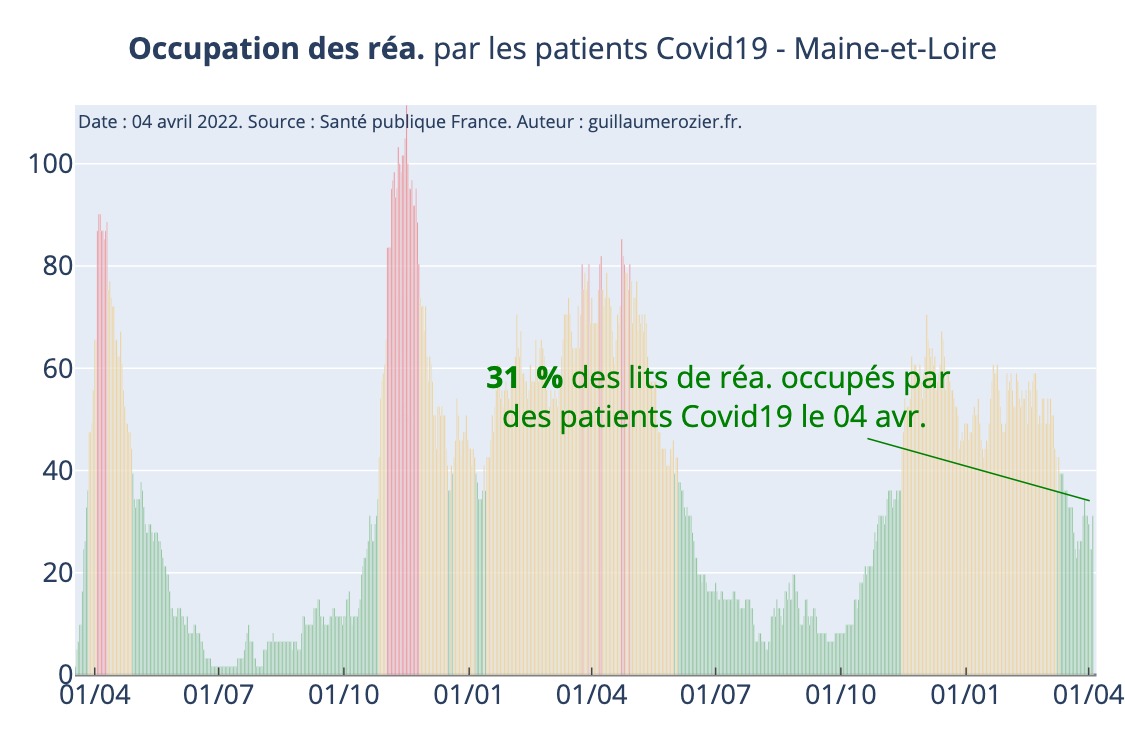 Occupation des réa. par les patients Covid19 - Maine-et-Loire
Date : 04 avril 2022. Source : Santé publique France. Auteur : guillaumerozier.fr.
100
80
60
31 % des lits de réa. occupés par
des patients Covid19 le 04 avr.
40
20
0
01/04 01/07 01/10 01/01 01/04 01/07 01/10 01/01 01/04